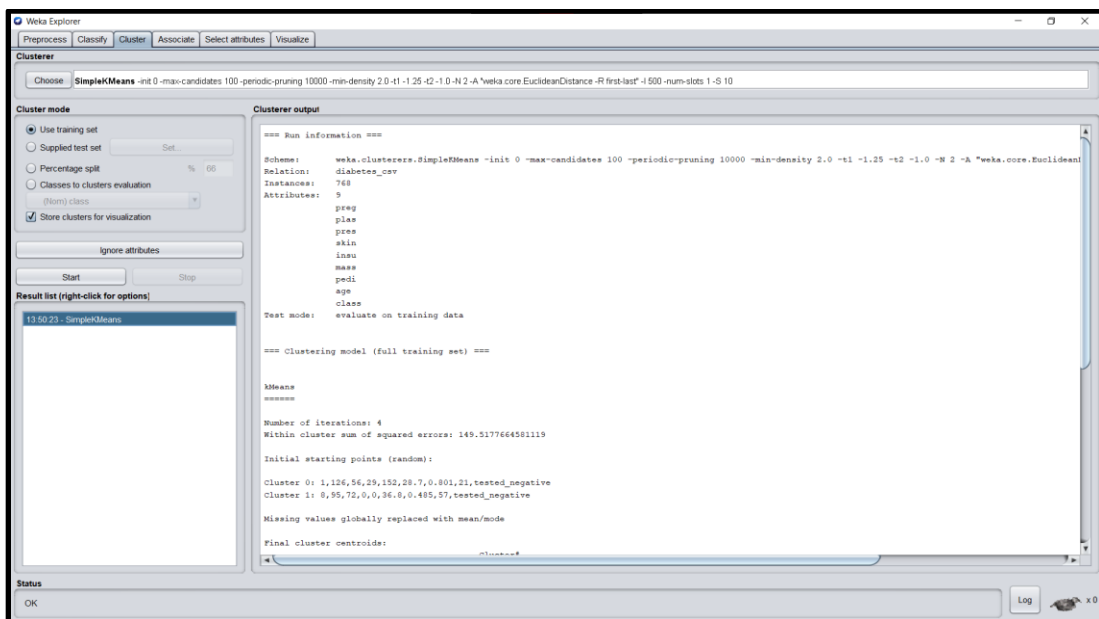 Weka Explorer
Preprocess Classify Cluster Associate Select attributes Visualize
Clusterer
Choose SimpleKMeans -init 0 -max-candidates 100 -periodic-pruning 10000 -min-density 2.0 -t1 -1.25 -t2 -1.0 -N 2 -A "weka.core.EuclideanDistance -R first-last" -I 500 -num-slots 1 -S 10
Cluster mode
Use training set
Supplied test set Set...
Percentage split % 66
Classes to clusters evaluation
(Nom) class
Store clusters for visualization
Ignore attributes
Start Stop
Result list (right-click for options)
13:50:23 - SimpleKMeans
Clusterer output
=== Run information ===
Scheme: weka.clusterers.SimpleKMeans -init 0 -max-candidates 100 -periodic-pruning 10000 -min-density 2.0 -t1 -1.25 -t2 -1.0 -N 2 -A "weka.core.Euclidean
Relation: diabetes_csv
Instances: 768
Attributes: 9
preg
plas
pres
skin
insu
mass
pedi
age
class
Test mode: evaluate on training data
=== Clustering model (full training set) ===
kMeans
======
Number of iterations: 4
Within cluster sum of squared errors: 149.5177664581119
Initial starting points (random):
Cluster 0: 1,126,56,29,152,28.7,0.801,21,tested_negative
Cluster 1: 8,95,72,0,0,36.8,0.485,57,tested_negative
Missing values globally replaced with mean/mode
Final cluster centroids:
Cluster#
Status
OK
Log x 0